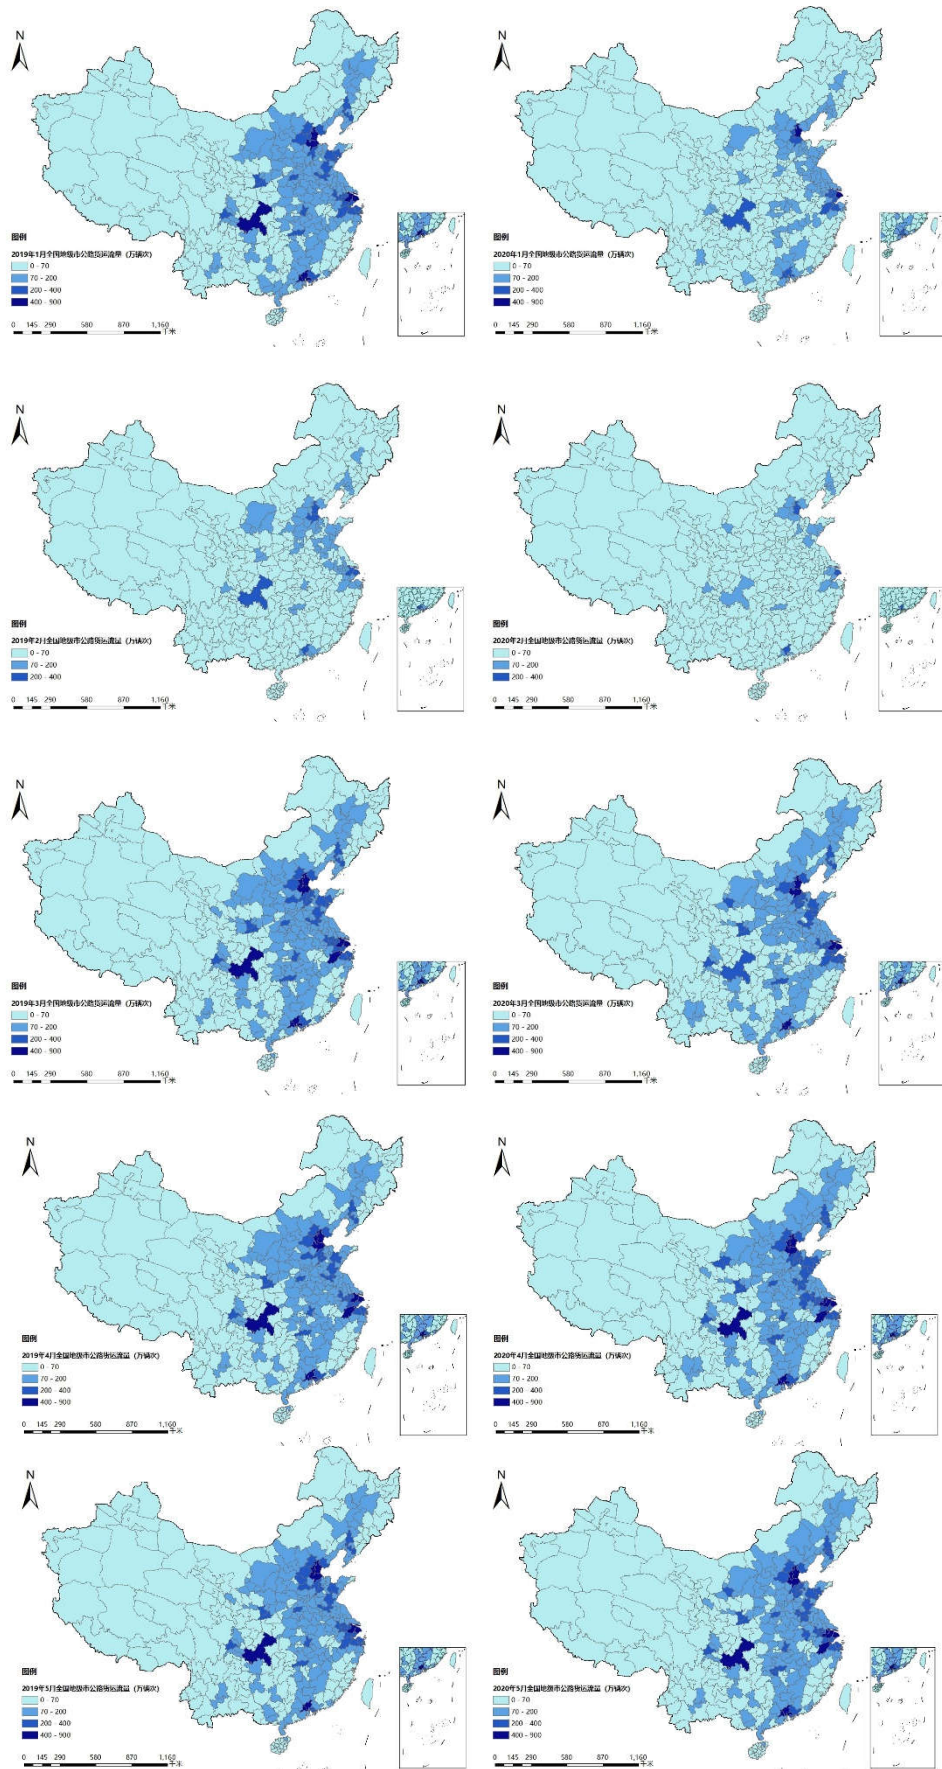 N
图例
2019年1月全国地级市公路货运流量（万辆次）
0 - 70
70 - 200
200 - 400
400 - 900
0 145 290 580 870 1,160
千米
N
图例
2020年1月全国地级市公路货运流量（万辆次）
0 - 70
70 - 200
200 - 400
400 - 900
0 145 290 580 870 1,160
千米
N
图例
2019年2月全国地级市公路货运流量（万辆次）
0 - 70
70 - 200
200 - 400
0 145 290 580 870 1,160
千米
N
图例
2020年2月全国地级市公路货运流量（万辆次）
0 - 70
70 - 200
200 - 400
0 145 290 580 870 1,160
千米
N
图例
2019年3月全国地级市公路货运流量（万辆次）
0 - 70
70 - 200
200 - 400
400 - 900
0 145 290 580 870 1,160
千米
N
图例
2020年3月全国地级市公路货运流量（万辆次）
0 - 70
70 - 200
200 - 400
400 - 900
0 145 290 580 870 1,160
千米
N
图例
2019年4月全国地级市公路货运流量（万辆次）
0 - 70
70 - 200
200 - 400
400 - 900
0 145 290 580 870 1,160
千米
N
图例
2020年4月全国地级市公路货运流量（万辆次）
0 - 70
70 - 200
200 - 400
400 - 900
0 145 290 580 870 1,160
千米
N
图例
2019年5月全国地级市公路货运流量（万辆次）
0 - 70
70 - 200
200 - 400
400 - 900
0 145 290 580 870 1,160
千米
N
图例
2020年5月全国地级市公路货运流量（万辆次）
0 - 70
70 - 200
200 - 400
400 - 900
0 145 290 580 870 1,160
千米